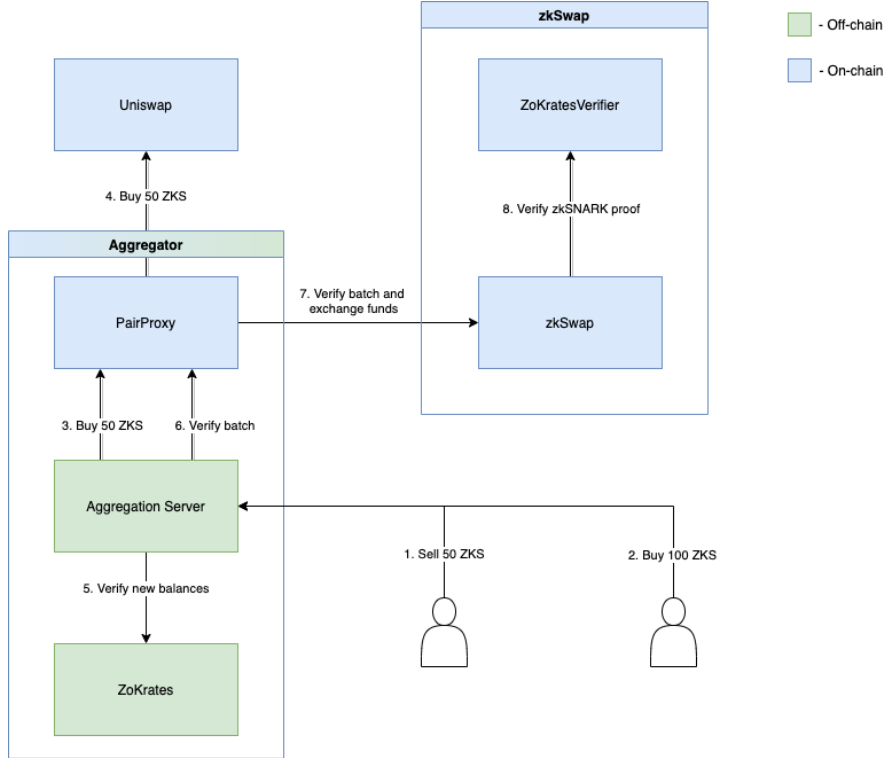 zkSwap
- Off-chain
- On-chain
Uniswap
ZoKratesVerifier
4. Buy 50 ZKS
8. Verify zkSNARK proof
Aggregator
PairProxy
7. Verify batch and
exchange funds
zkSwap
3. Buy 50 ZKS
6. Verify batch
Aggregation Server
1. Sell 50 ZKS
2. Buy 100 ZKS
5. Verify new balances
ZoKrates